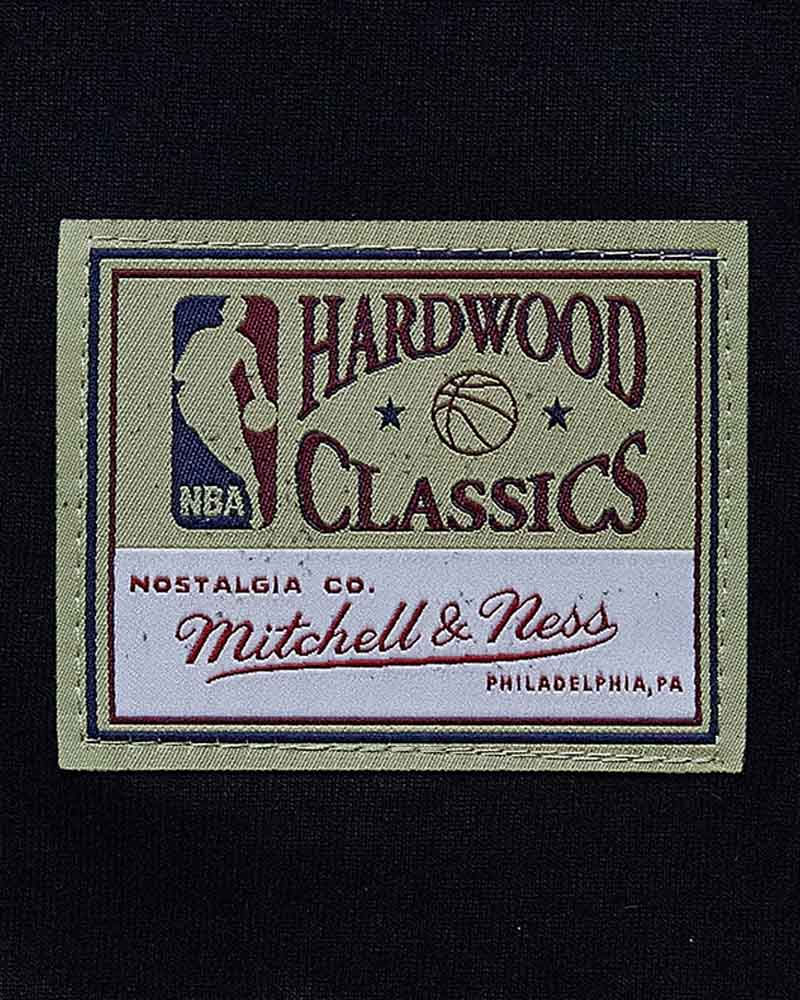 NBA
HARDWOOD
CLASSICS
NOSTALGIA CO.
Mitchell & Ness
PHILADELPHIA, PA